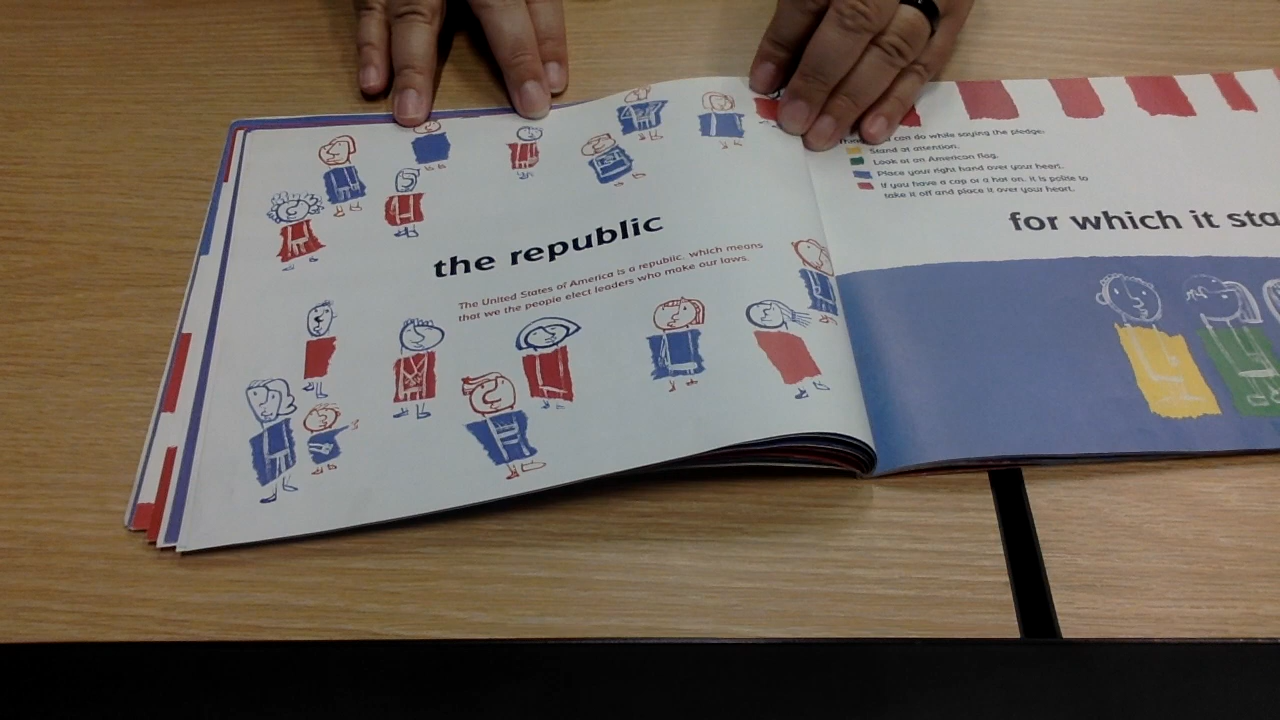 the republic
The United States of America is a republic, which means
that we the people elect leaders who make our laws.
can do while saying the pledge.
Stand at attention.
Look at an American flag.
Place your right hand over your heart.
If you have a cap or a hat on, it is polite to
take it off and place it over your heart.
for which it sta